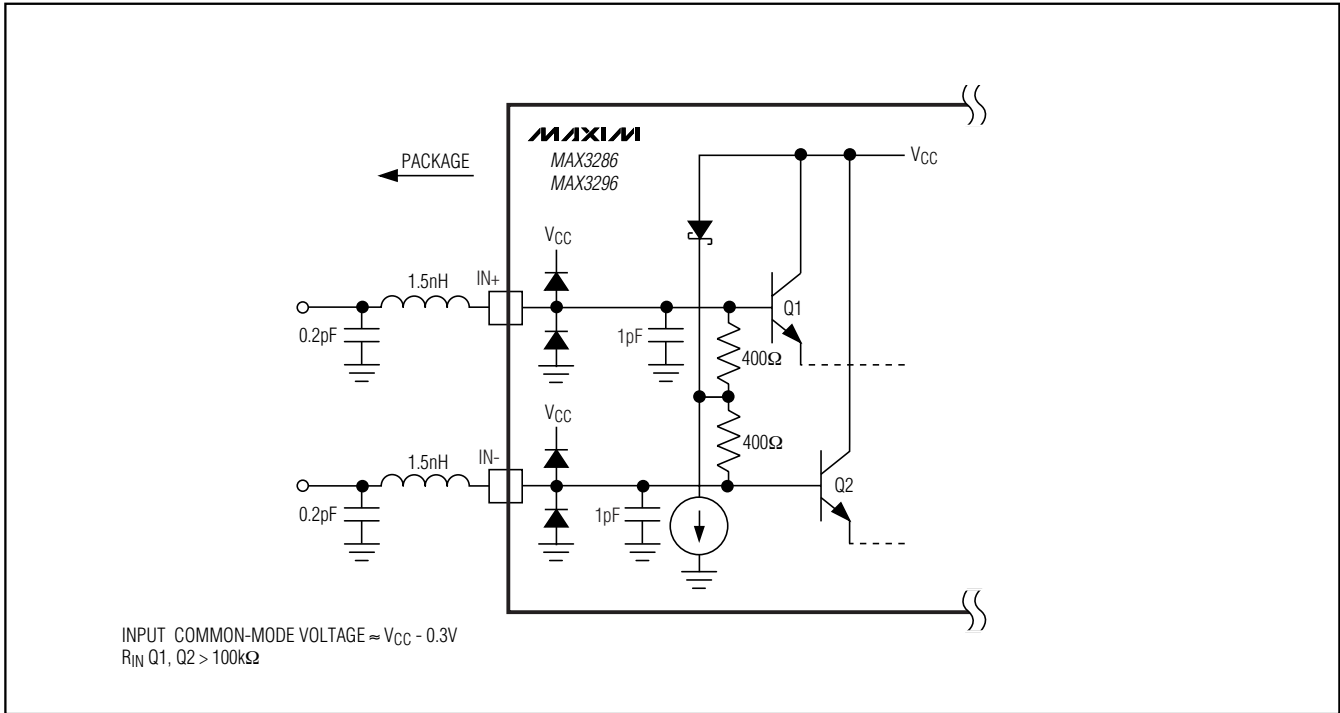 MAXIM
MAX3286
MAX3296
PACKAGE
VCC
VCC
1.5nH
IN+
Q1
0.2pF
1pF
400Ω
VCC
400Ω
1.5nH
IN-
Q2
0.2pF
1pF
INPUT COMMON-MODE VOLTAGE ≈ VCC - 0.3V
RIN Q1, Q2 > 100kΩ